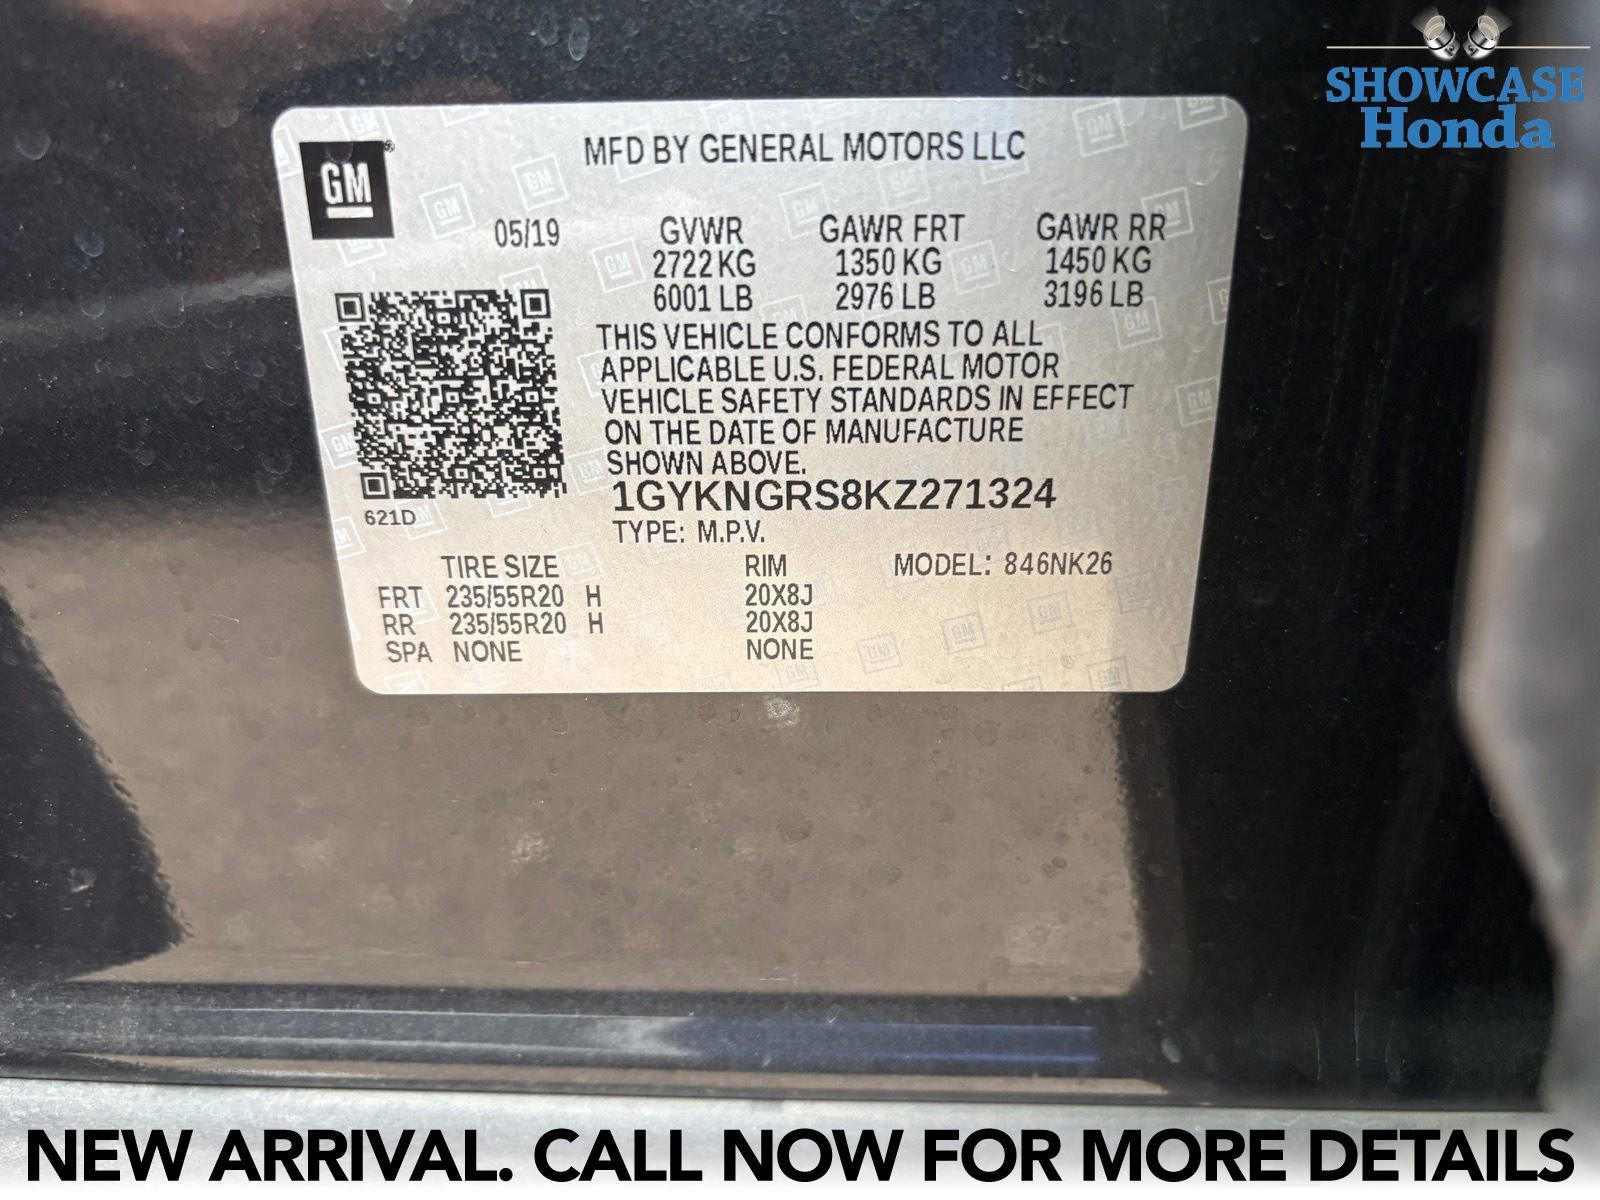 SHOWCASE
Honda
GM®
MFD BY GENERAL MOTORS LLC
05/19 GVWR GAWR FRT GAWR RR
2722 KG 1350 KG 1450 KG
6001 LB 2976 LB 3196 LB
THIS VEHICLE CONFORMS TO ALL
APPLICABLE U.S. FEDERAL MOTOR
VEHICLE SAFETY STANDARDS IN EFFECT
ON THE DATE OF MANUFACTURE
SHOWN ABOVE.
1GYKNGRS8KZ271324
621D
TYPE: M.P.V.
TIRE SIZE RIM MODEL: 846NK26
FRT 235/55R20 H 20X8J
RR 235/55R20 H 20X8J
SPA NONE NONE
NEW ARRIVAL. CALL NOW FOR MORE DETAILS